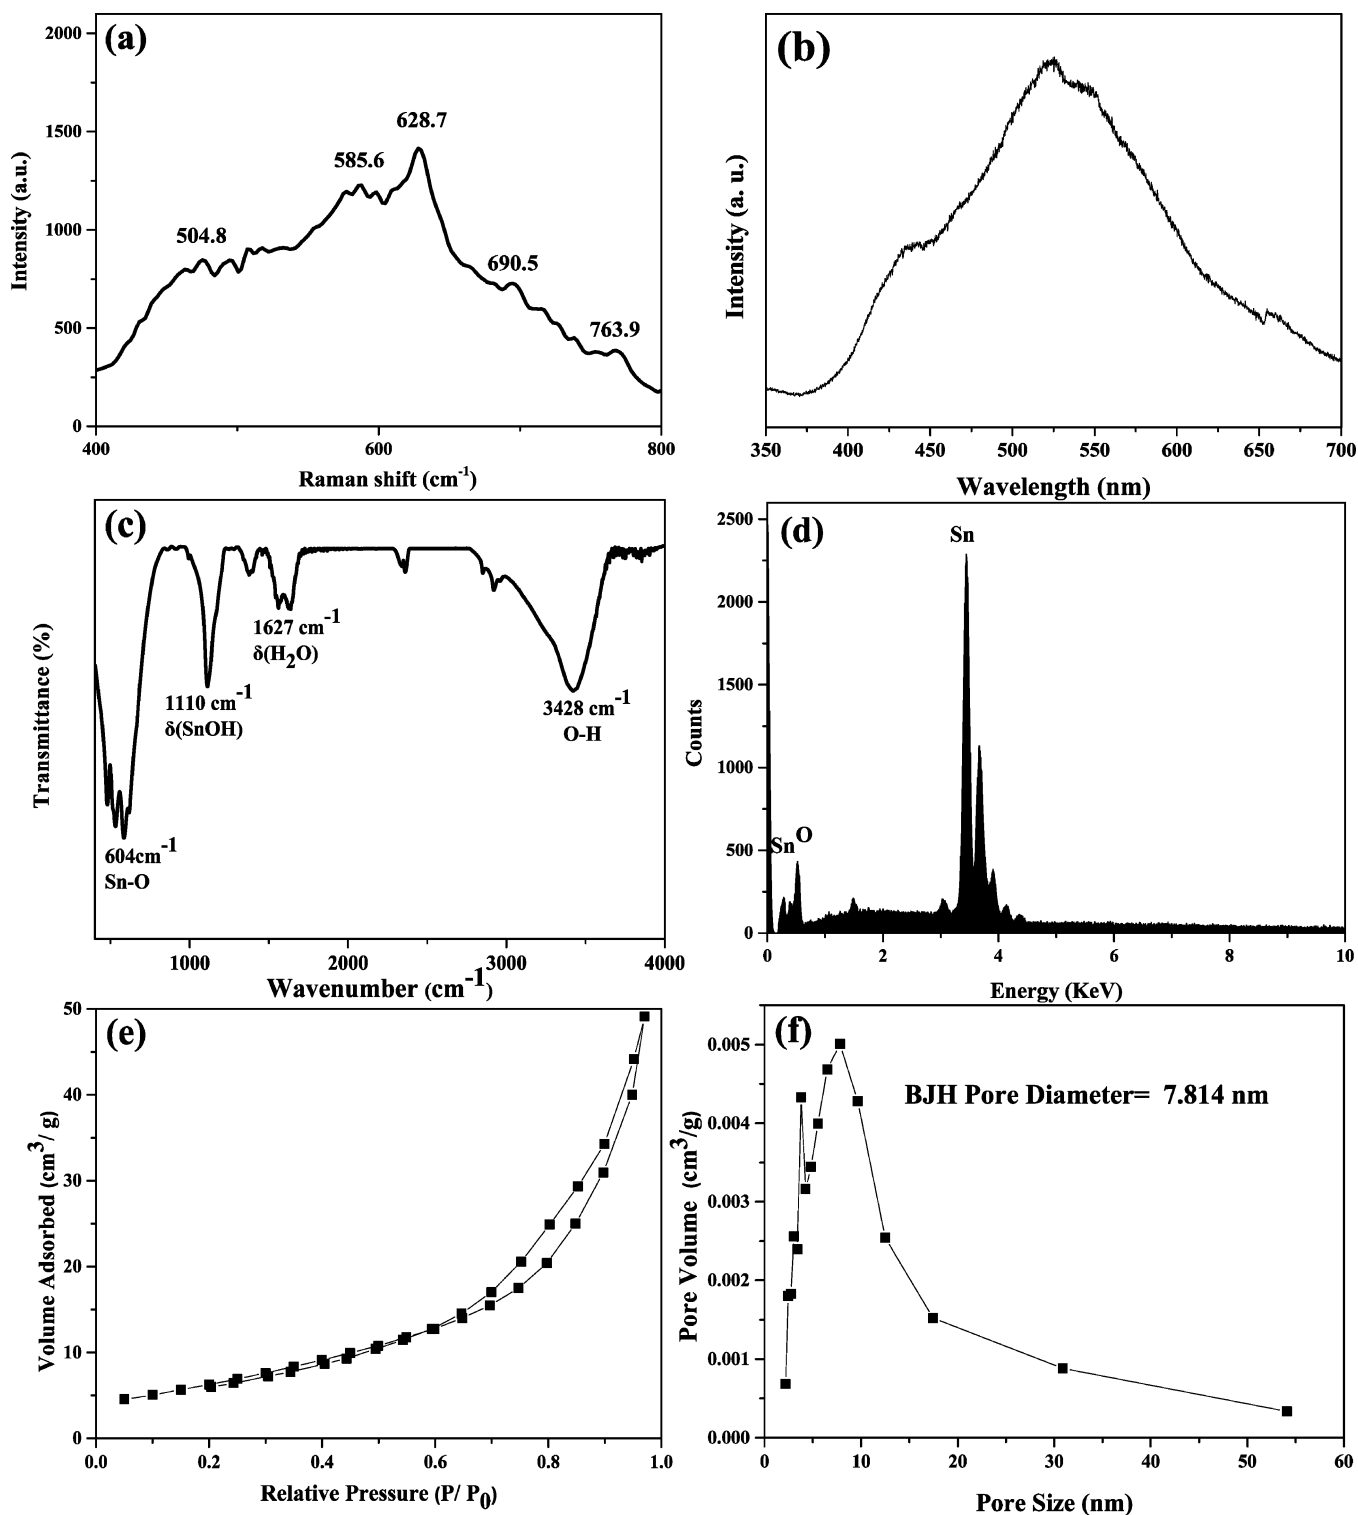 (a)
2000
1500
1000
500
0
628.7
585.6
504.8
690.5
763.9
400 600 800
Intensity (a.u.)
Raman shift (cm⁻¹)
(b)
350 400 450 500 550 600 650 700
Intensity (a. u.)
Wavelength (nm)
(c)
1627 cm⁻¹
δ(H₂O)
1110 cm⁻¹
δ(SnOH)
3428 cm⁻¹
O-H
604cm⁻¹
Sn-O
1000 2000 3000 4000
Transmittance (%)
Wavenumber (cm⁻¹)
(d)
2500
2000
1500
1000
500
0
Sn
Sn
O
0 2 4 6 8 10
Counts
Energy (KeV)
(e)
50
40
30
20
10
0
0.0 0.2 0.4 0.6 0.8 1.0
Volume Adsorbed (cm³/ g)
Relative Pressure (P/ P₀)
(f)
0.005
0.004
0.003
0.002
0.001
0.000
BJH Pore Diameter= 7.814 nm
0 10 20 30 40 50 60
Pore Volume (cm³/g)
Pore Size (nm)